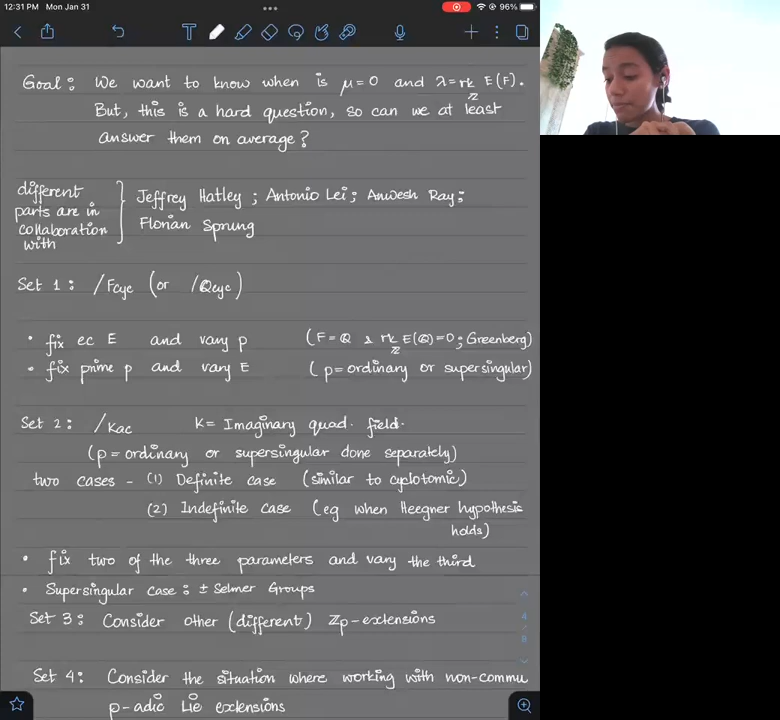 12:31 PM Mon Jan 31
96%
Goal: We want to know when is μ=0 and λ=rk_ℤ E(F).
But, this is a hard question, so can we at least
answer them on average?
different
parts are in
collaboration
with
Jeffrey Hatley ; Antonio Lei ; Anwesh Ray ;
Florian Sprung
Set 1: /Fcyc (or /ℚcyc)
• fix ec E and vary p (F=ℚ & rk_ℤ E(ℚ)=0; Greenberg)
• fix prime p and vary E (p=ordinary or supersingular)
Set 2: /Kac K= Imaginary quad. field.
(p=ordinary or supersingular done separately)
two cases - (1) Definite case (similar to cyclotomic)
(2) Indefinite case (eg when Heegner hypothesis
holds)
• fix two of the three parameters and vary the third
• Supersingular case: ± Selmer Groups
Set 3: Consider other (different) ℤp-extensions
Set 4: Consider the situation where working with non-commu
p-adic Lie extensions